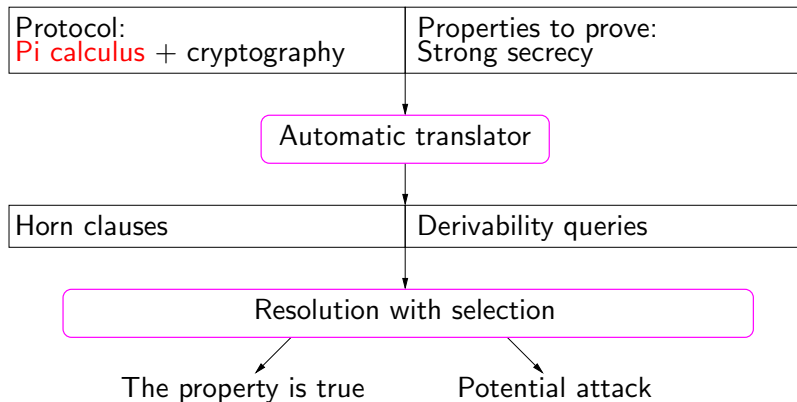 Protocol:
Pi calculus + cryptography
Properties to prove:
Strong secrecy
Automatic translator
Horn clauses
Derivability queries
Resolution with selection
The property is true
Potential attack